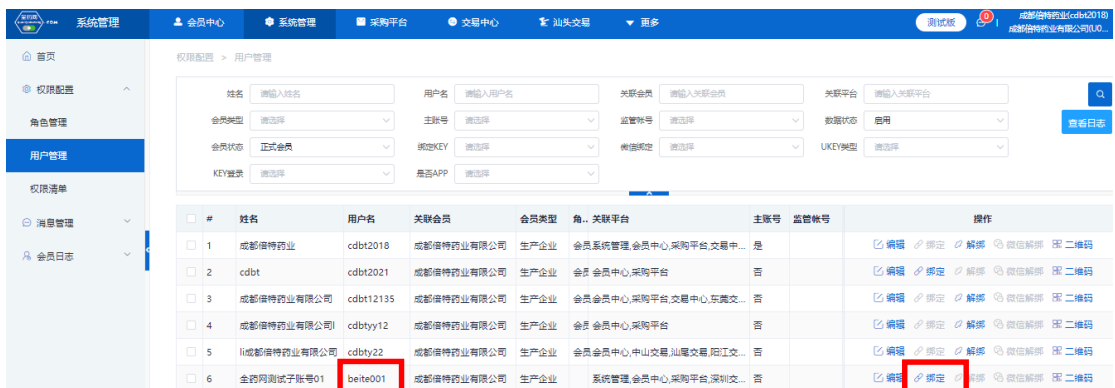 系统管理 会员中心 系统管理 采购平台 交易中心 汕头交易 更多 测试版 0 成都倍特药业(cdbt2018)
成都倍特药业有限公司(U0...
首页 权限配置 > 用户管理
权限配置
角色管理
用户管理
权限清单
消息管理
会员日志
姓名 请输入姓名 用户名 请输入用户名 关联会员 请输入关联会员 关联平台 请输入关联平台
会员类型 请选择 主账号 请选择 监管帐号 请选择 数据状态 启用 查看日志
会员状态 正式会员 绑定KEY 请选择 微信绑定 请选择 UKEY类型 请选择
KEY登录 请选择 是否APP 请选择
# 姓名 用户名 关联会员 会员类型 角.. 关联平台 主账号 监管帐号 操作
1 成都倍特药业 cdbt2018 成都倍特药业有限公司 生产企业 会员 系统管理,会员中心,采购平台,交易中... 是 编辑 绑定 解绑 微信解绑 二维码
2 cdbt cdbt2021 成都倍特药业有限公司 生产企业 会员 会员中心,采购平台 否 编辑 绑定 解绑 微信解绑 二维码
3 成都倍特药业有限公司 cdbt12135 成都倍特药业有限公司 生产企业 会员 会员中心,采购平台,交易中心,东莞交... 否 编辑 绑定 解绑 微信解绑 二维码
4 成都倍特药业有限公司l cdbtyy12 成都倍特药业有限公司 生产企业 会员 会员中心,采购平台 否 编辑 绑定 解绑 微信解绑 二维码
5 li成都倍特药业有限公司 cdbty22 成都倍特药业有限公司 生产企业 会员 会员中心,中山交易,汕尾交易,阳江交... 否 编辑 绑定 解绑 微信解绑 二维码
6 全药网测试子账号01 beite001 成都倍特药业有限公司 生产企业 系统管理,会员中心,采购平台,深圳交... 否 编辑 绑定 解绑 微信解绑 二维码